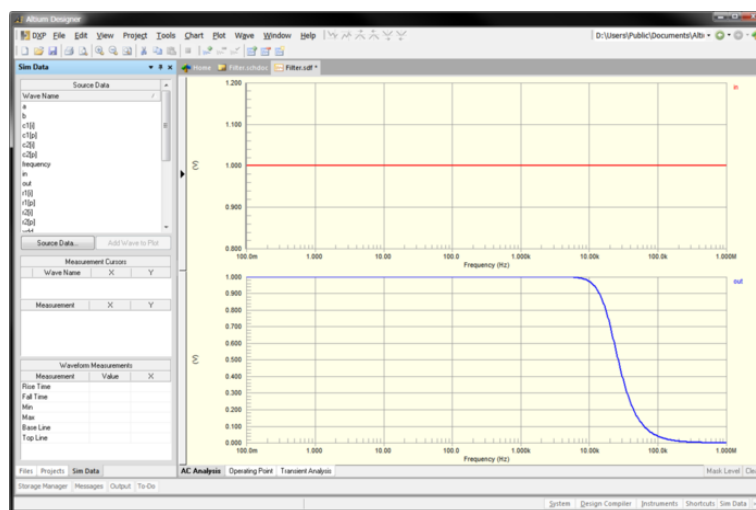 Altium Designer
DXP File Edit View Project Tools Chart Plot Wave Window Help
D:\Users\Public\Documents\Alti
Sim Data
Home Filter.schdoc Filter.sdf *
Source Data
Wave Name
a
b
c1[i]
c1[p]
c2[i]
c2[p]
frequency
in
out
r1[i]
r1[p]
r2[i]
r2[p]
Source Data... Add Wave to Plot
Measurement Cursors
Wave Name X Y
Measurement X Y
Waveform Measurements
Measurement Value X
Rise Time
Fall Time
Min
Max
Base Line
Top Line
Files Projects Sim Data
1.200
in
1.100
(V)
1.000
0.900
0.800
100.0m 1.000 10.00 100.0 1.000k 10.00k 100.0k 1.000M
Frequency (Hz)
1.000
out
0.900
0.800
0.700
0.600
(V)
0.500
0.400
0.300
0.200
0.100
0.000
100.0m 1.000 10.00 100.0 1.000k 10.00k 100.0k 1.000M
Frequency (Hz)
AC Analysis Operating Point Transient Analysis
Mask Level Clea
Storage Manager Messages Output To-Do
System Design Compiler Instruments Shortcuts Sim Data